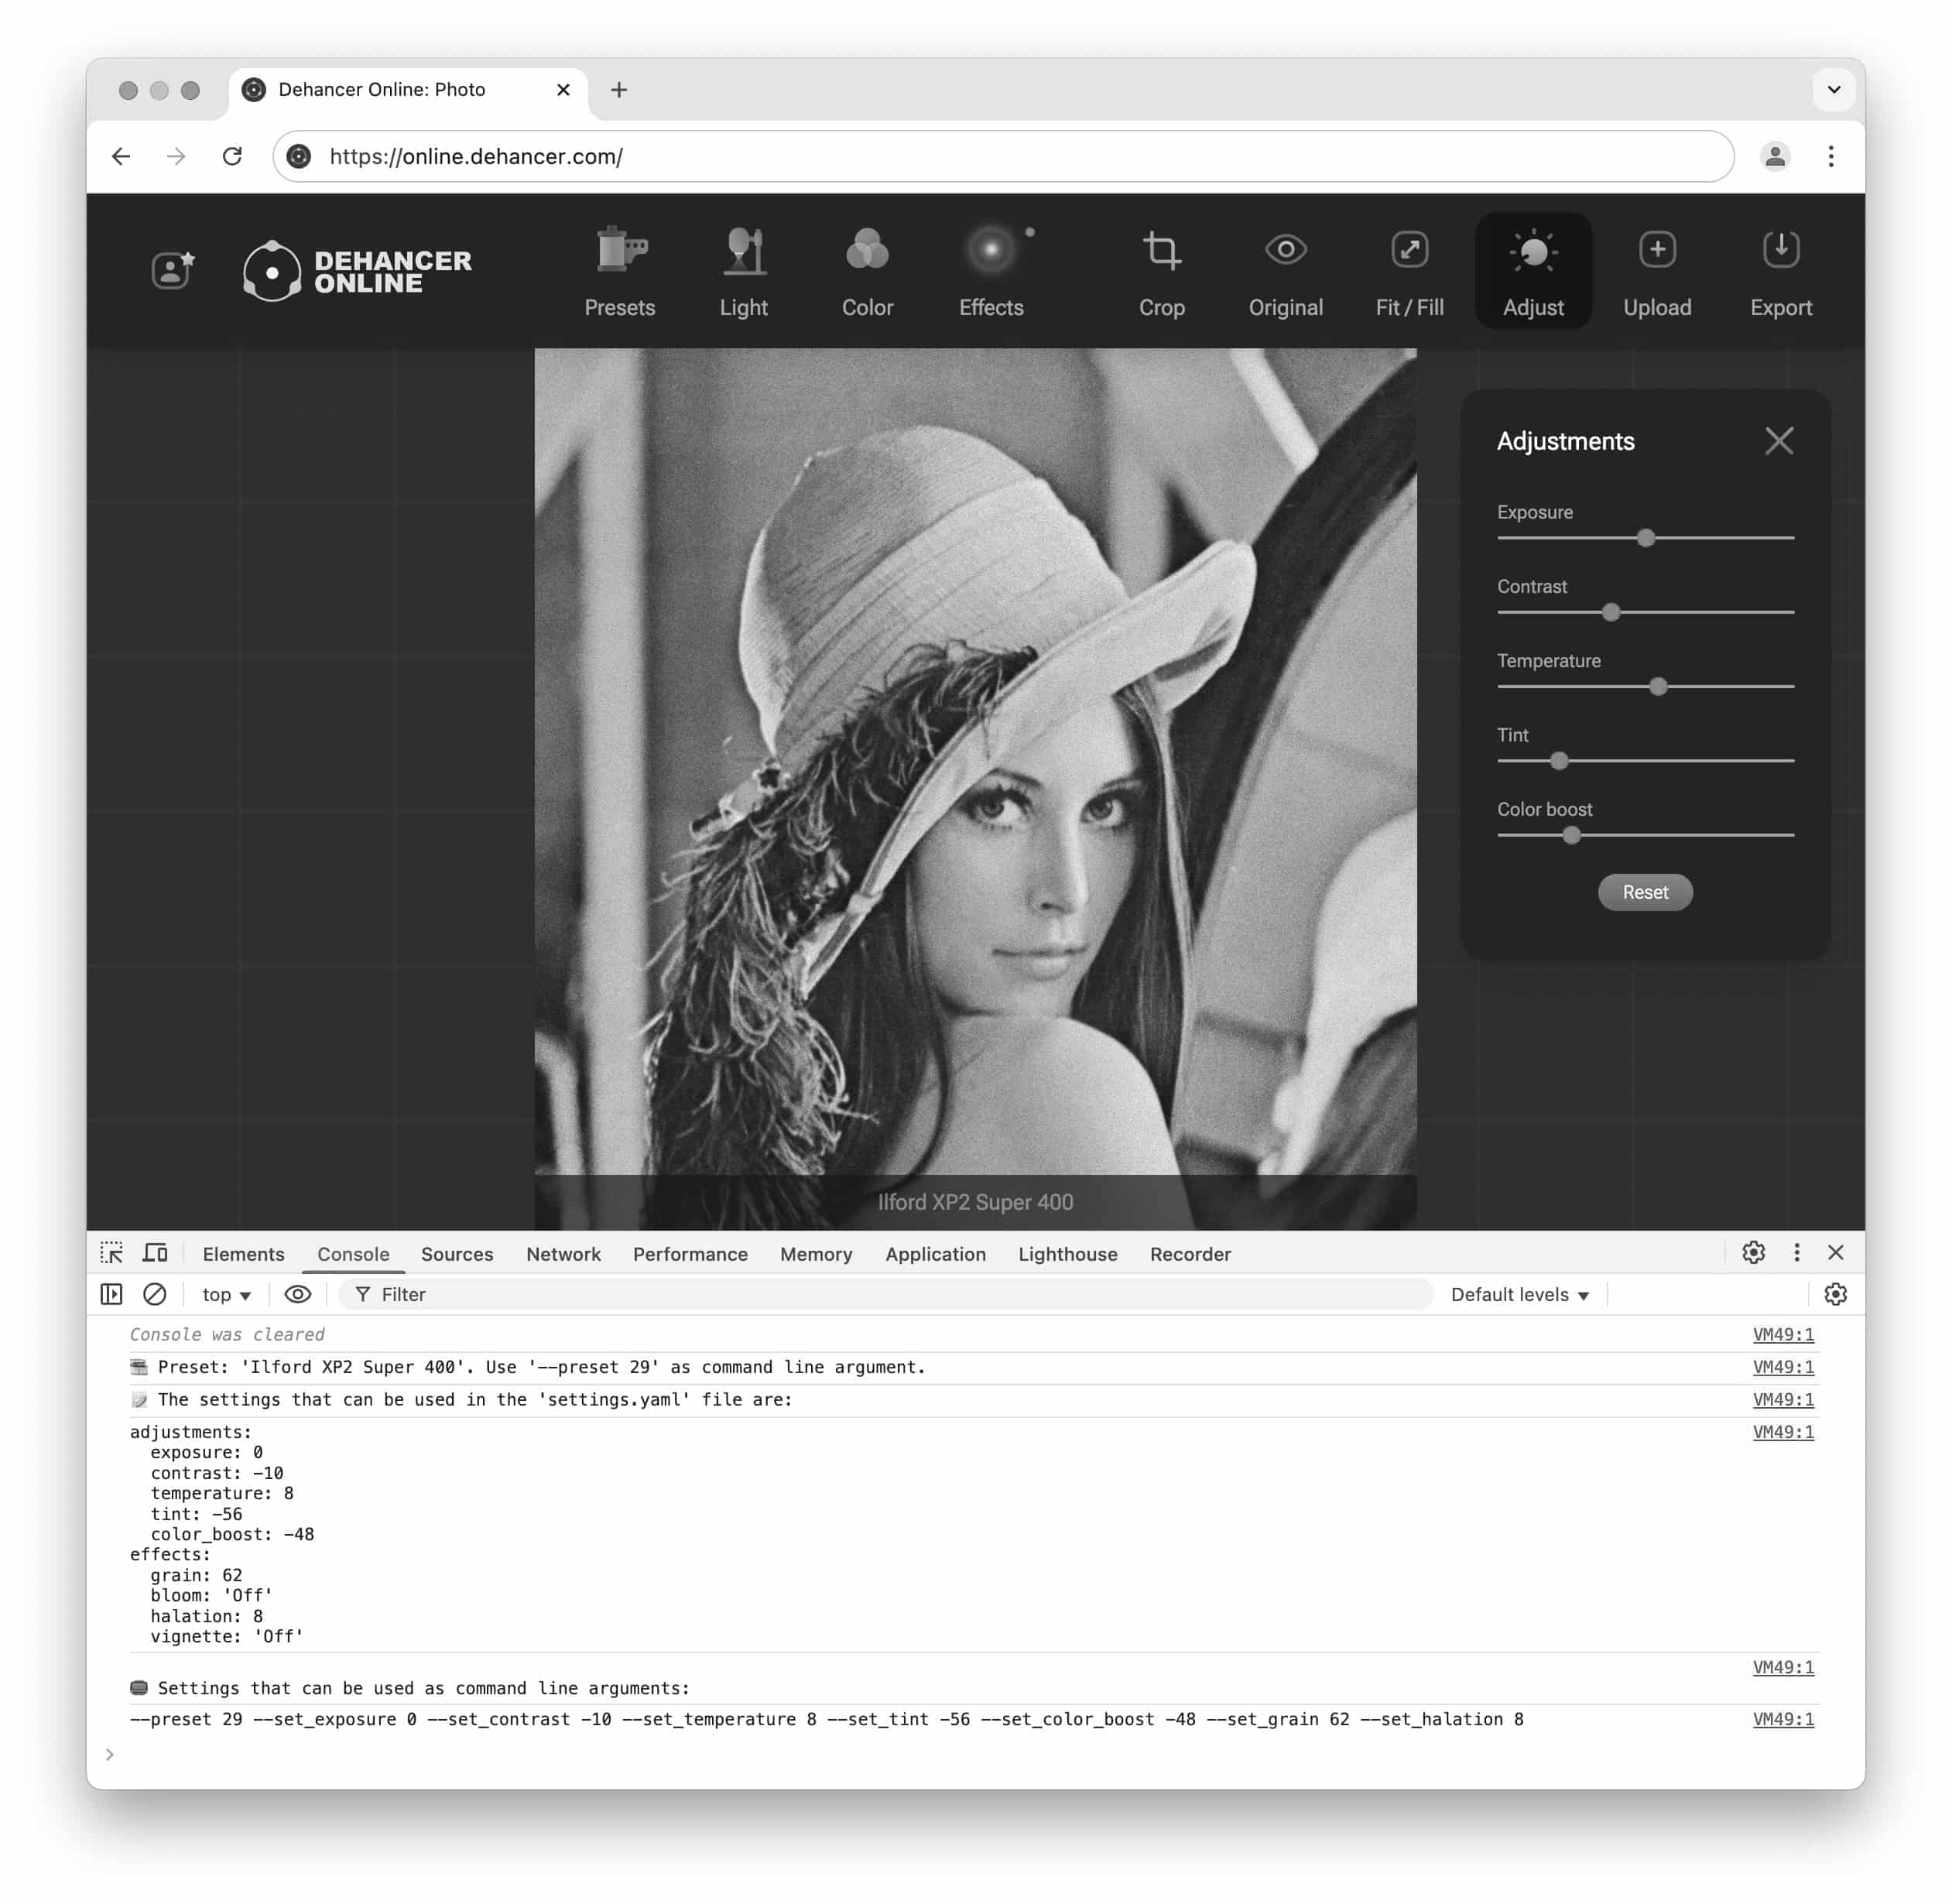 Dehancer Online: Photo
https://online.dehancer.com/
DEHANCER
ONLINE
Presets
Light
Color
Effects
Crop
Original
Fit / Fill
Adjust
Upload
Export
Adjustments
Exposure
Contrast
Temperature
Tint
Color boost
Reset
Ilford XP2 Super 400
Elements Console Sources Network Performance Memory Application Lighthouse Recorder
top Filter Default levels
Console was cleared VM49:1
Preset: 'Ilford XP2 Super 400'. Use '--preset 29' as command line argument. VM49:1
The settings that can be used in the 'settings.yaml' file are: VM49:1
adjustments: VM49:1
exposure: 0
contrast: -10
temperature: 8
tint: -56
color_boost: -48
effects:
grain: 62
bloom: 'Off'
halation: 8
vignette: 'Off'
VM49:1
Settings that can be used as command line arguments:
--preset 29 --set_exposure 0 --set_contrast -10 --set_temperature 8 --set_tint -56 --set_color_boost -48 --set_grain 62 --set_halation 8 VM49:1